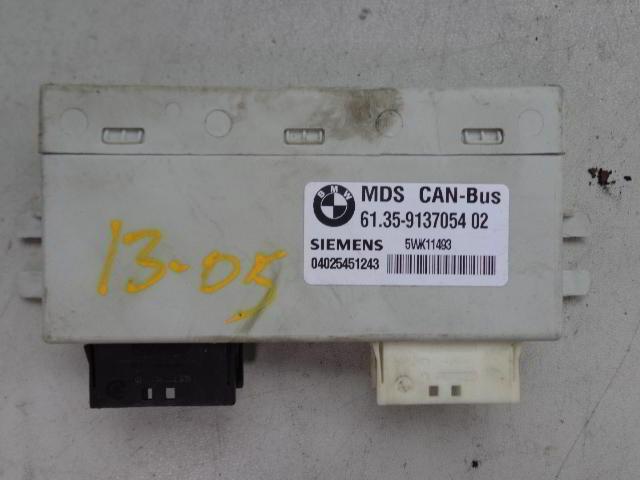 BMW
MDS CAN-Bus
61.35-9137054 02
SIEMENS 5WK11493
04025451243
13-05